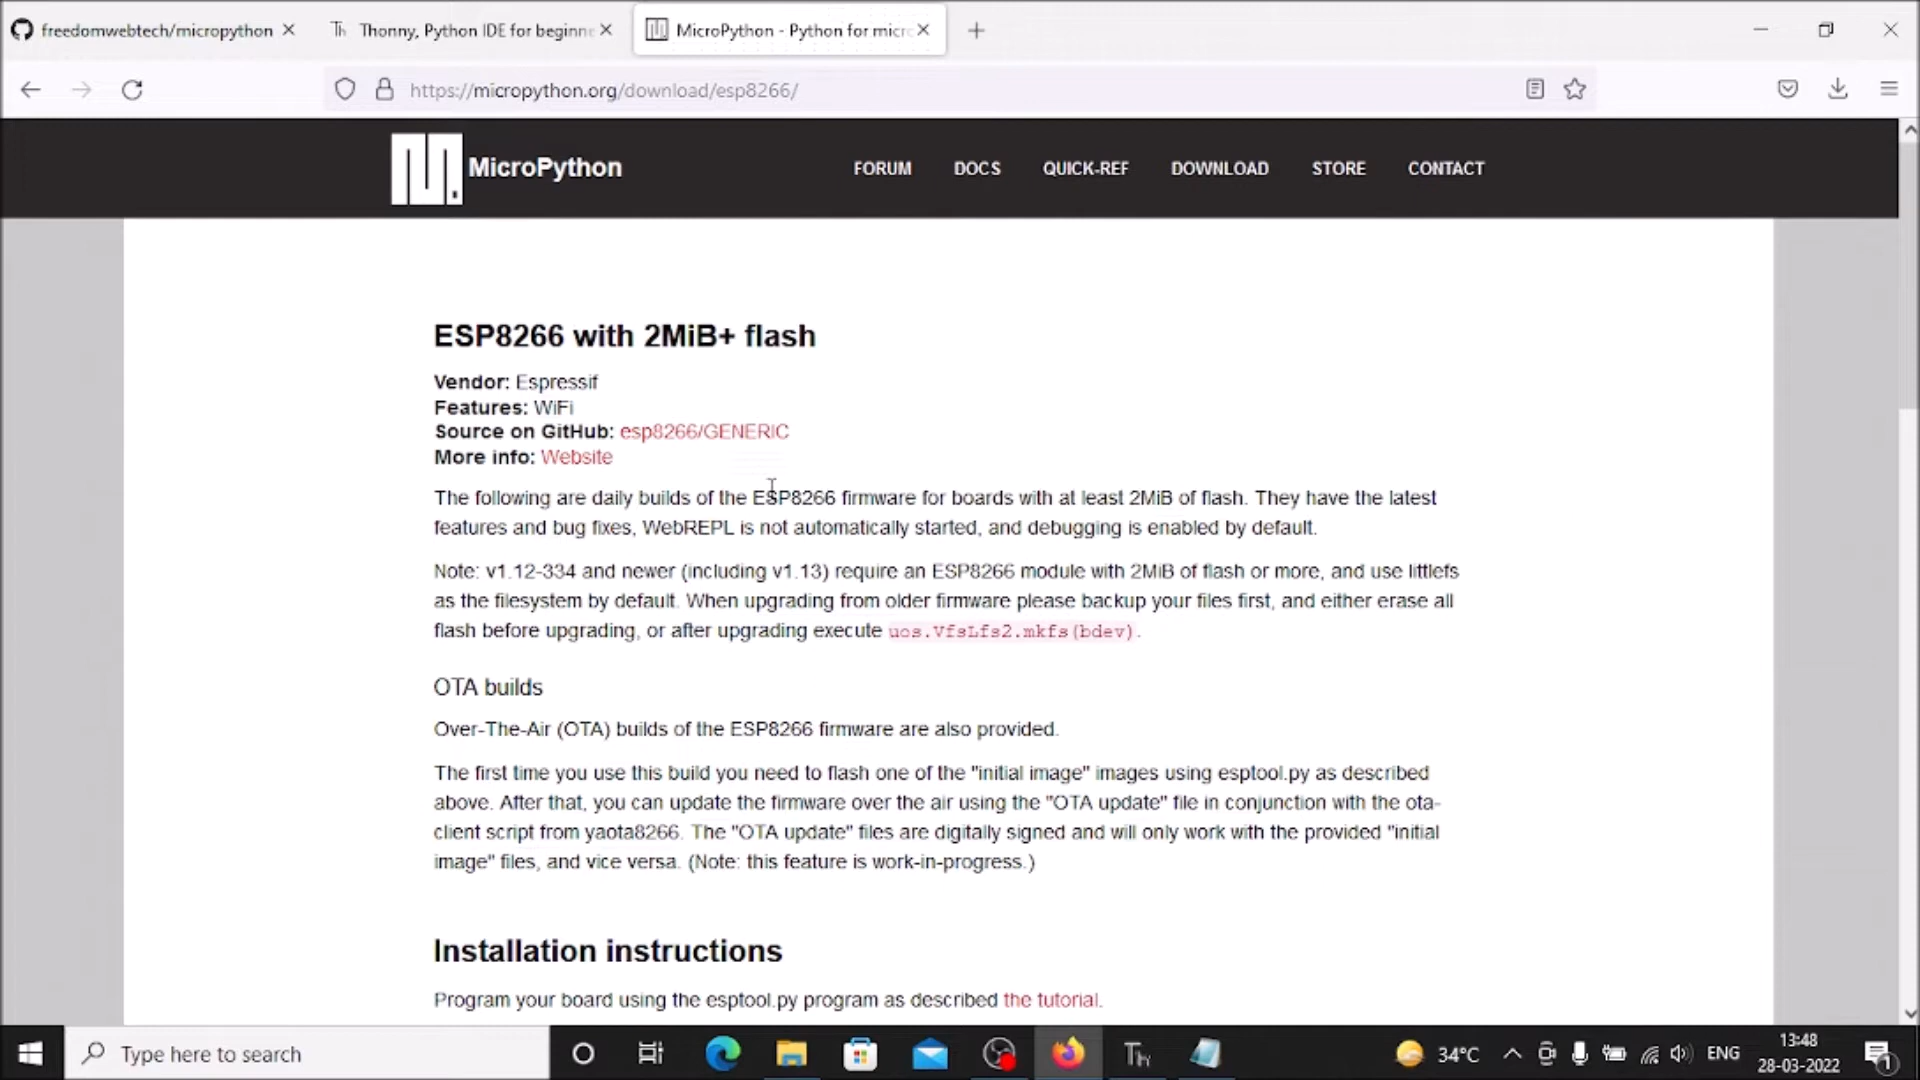 freedomwebtech/micropython
Th Thonny, Python IDE for beginne
MicroPython - Python for micr
https://micropython.org/download/esp8266/
MicroPython
FORUM DOCS QUICK-REF DOWNLOAD STORE CONTACT
ESP8266 with 2MiB+ flash
Vendor: Espressif
Features: WiFi
Source on GitHub: esp8266/GENERIC
More info: Website
The following are daily builds of the ESP8266 firmware for boards with at least 2MiB of flash. They have the latest
features and bug fixes, WebREPL is not automatically started, and debugging is enabled by default.
Note: v1.12-334 and newer (including v1.13) require an ESP8266 module with 2MiB of flash or more, and use littlefs
as the filesystem by default. When upgrading from older firmware please backup your files first, and either erase all
flash before upgrading, or after upgrading execute uos.VfsLfs2.mkfs(bdev).
OTA builds
Over-The-Air (OTA) builds of the ESP8266 firmware are also provided.
The first time you use this build you need to flash one of the "initial image" images using esptool.py as described
above. After that, you can update the firmware over the air using the "OTA update" file in conjunction with the ota-
client script from yaota8266. The "OTA update" files are digitally signed and will only work with the provided "initial
image" files, and vice versa. (Note: this feature is work-in-progress.)
Installation instructions
Program your board using the esptool.py program as described the tutorial.
Type here to search
Th
34°C
ENG
13:48
28-03-2022
1